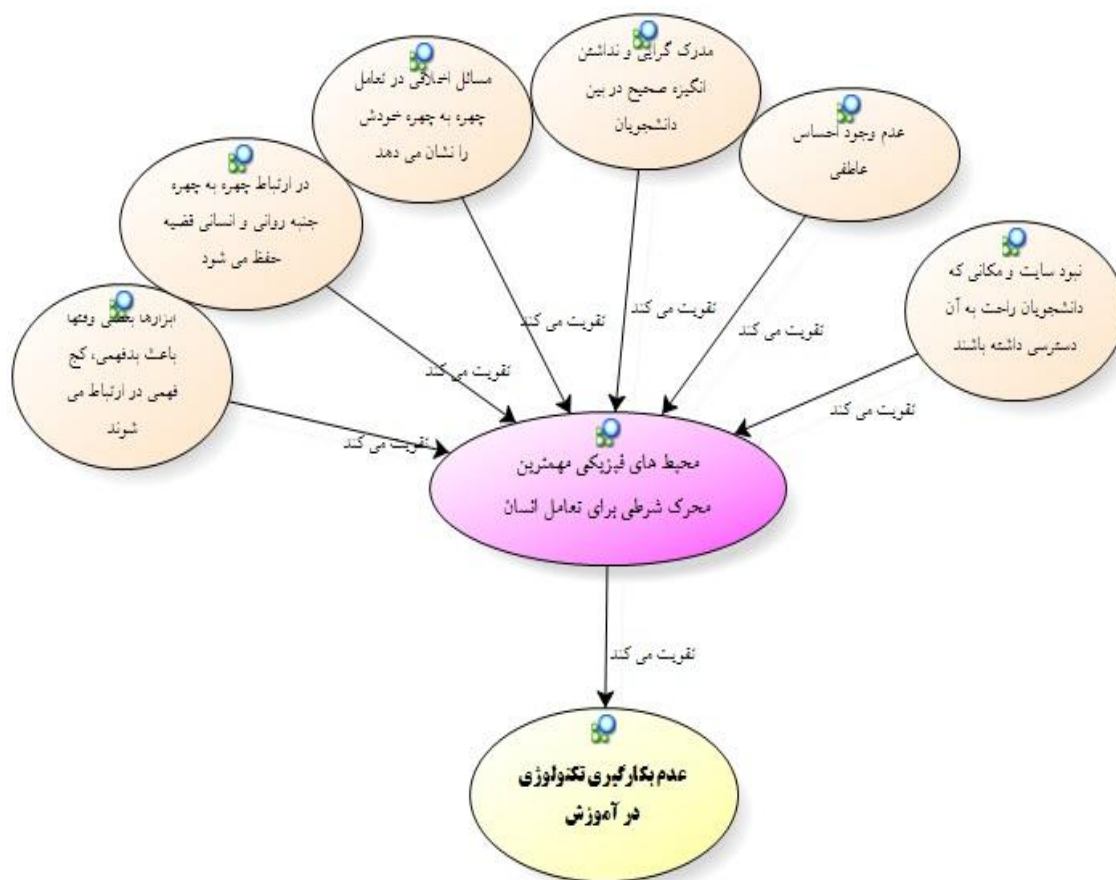 مدرک گرایی و نداشتن
انگیزه صحیح در بین
دانشجویان
مسائل اخلاقی در تعامل
چهره به چهره خودش
را نشان می دهد
عدم وجود احساس
عاطفی
در ارتباط چهره به چهره
جنبه روانی و انسانی قضیه
حفظ می شود
نبود سایت و مکانی که
دانشجویان راحت به آن
دسترسی داشته باشند
ابزارها بعضی وقتها
باعث بدفهمی، کج
فهمی در ارتباط می
شوند
تقویت می کند
تقویت می کند
تقویت می کند
تقویت می کند
تقویت می کند
تقویت می کند
محیط های فیزیکی مهمترین
محرک شرطی برای تعامل انسان
تقویت می کند
عدم بکارگیری تکنولوژی
در آموزش